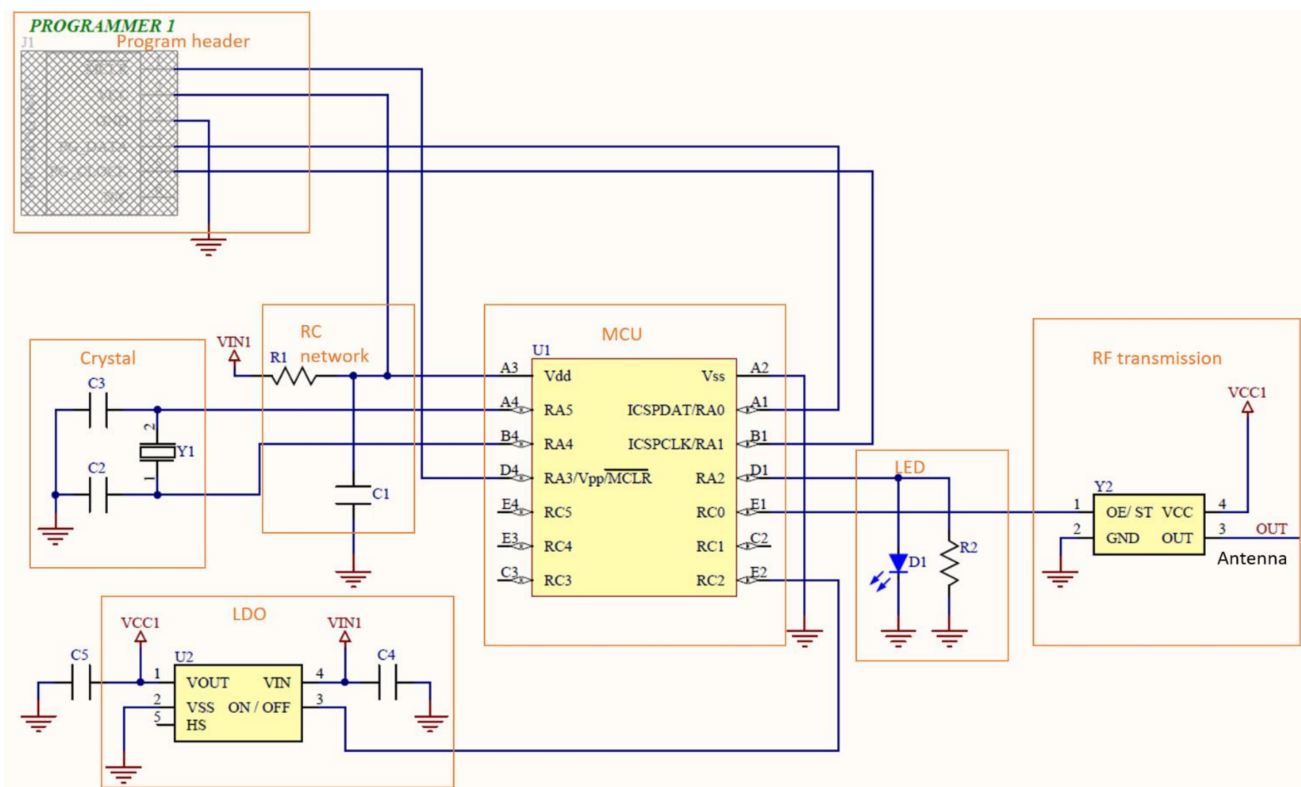 PROGRAMMER 1
J1
Program header
Crystal
C3
2
Y1
1
C2
VIN1
R1
RC
network
C1
MCU
U1
A3 Vdd Vss A2
A4 RA5 ICSPDAT/RA0 A1
B4 RA4 ICSPCLK/RA1 B1
D4 RA3/Vpp/MCLR RA2 D1
E4 RC5 RC0 E1
E3 RC4 RC1 C2
C3 RC3 RC2 E2
LED
D1
R2
RF transmission
VCC1
Y2
1 OE/ ST VCC 4
2 GND OUT 3
OUT
Antenna
LDO
VCC1
VIN1
C5
U2
C4
1 VOUT VIN 4
2 VSS ON / OFF 3
5 HS